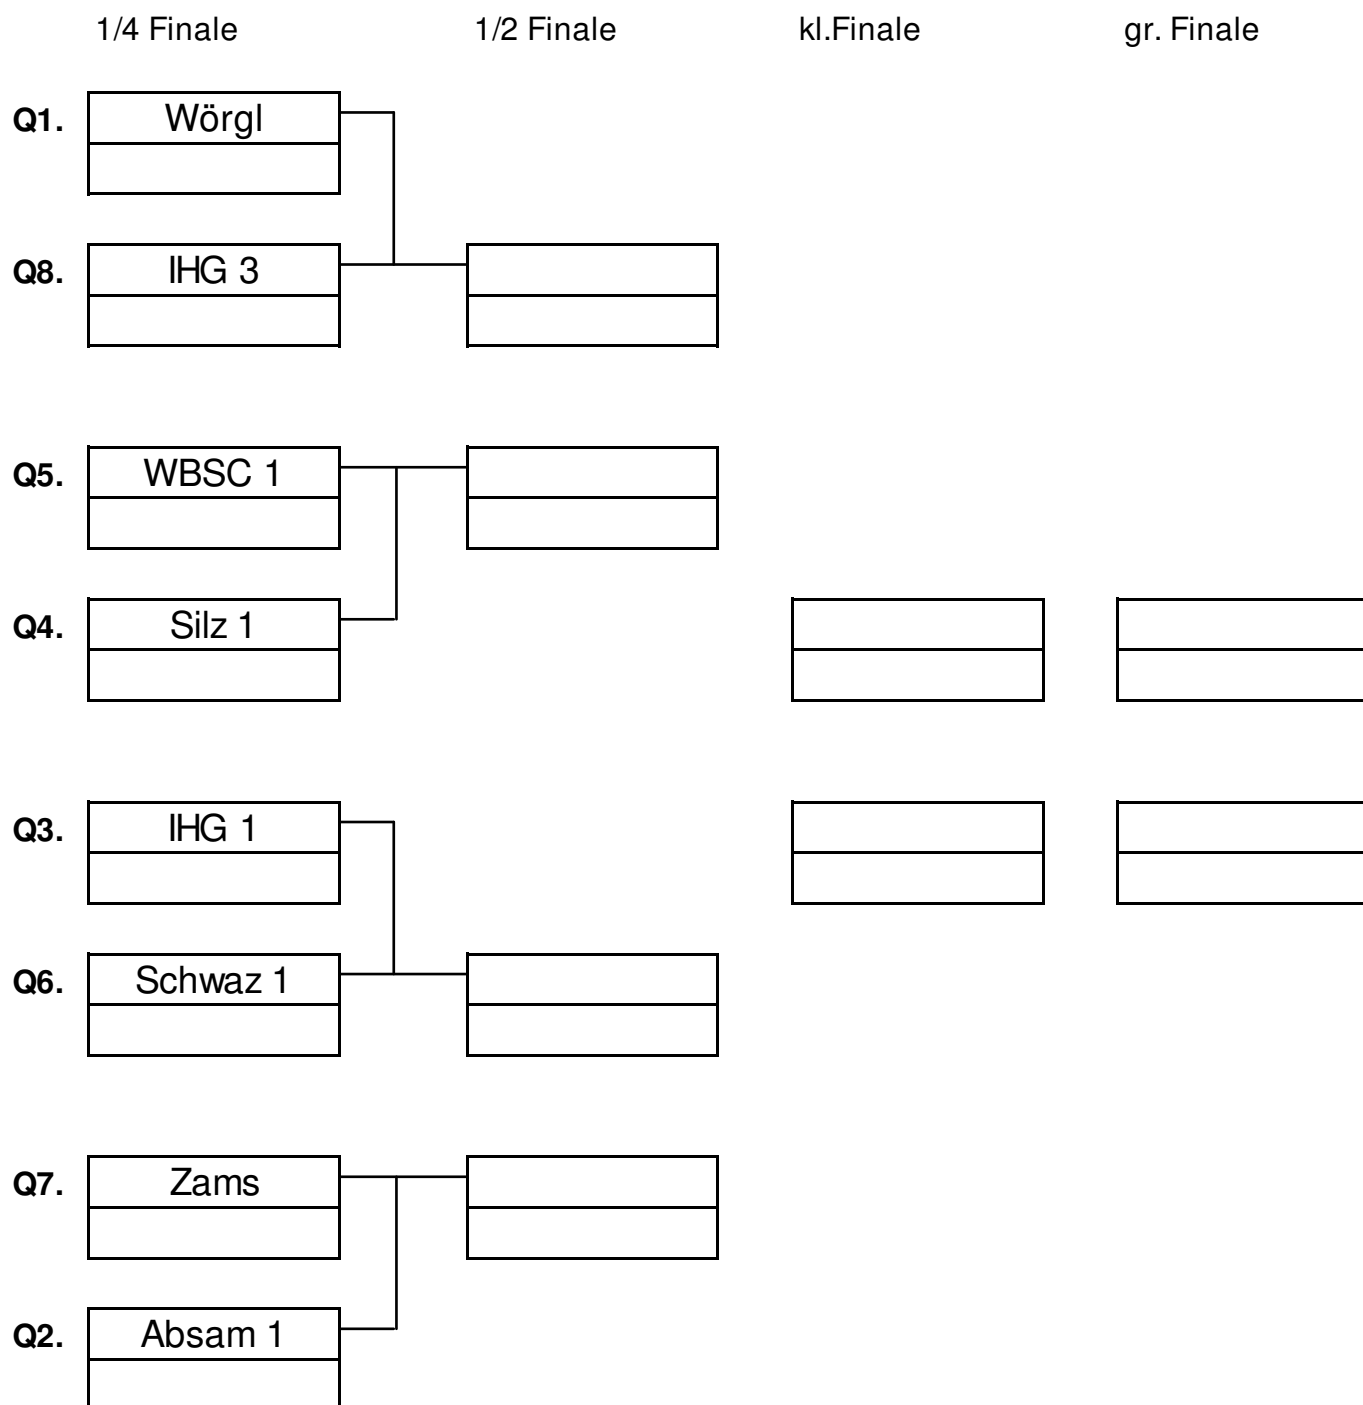 1/4 Finale 1/2 Finale kl.Finale gr. Finale
Q1. Wörgl
Q8. IHG 3
Q5. WBSC 1
Q4. Silz 1
Q3. IHG 1
Q6. Schwaz 1
Q7. Zams
Q2. Absam 1